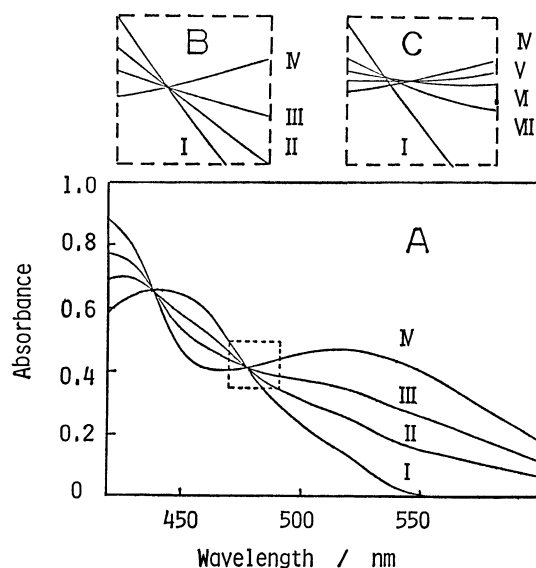 B
C
IV
III
II
I
IV
V
VI
VII
I
1.0
0.8
0.6
0.4
0.2
0
Absorbance
A
IV
III
II
I
450
500
550
Wavelength / nm